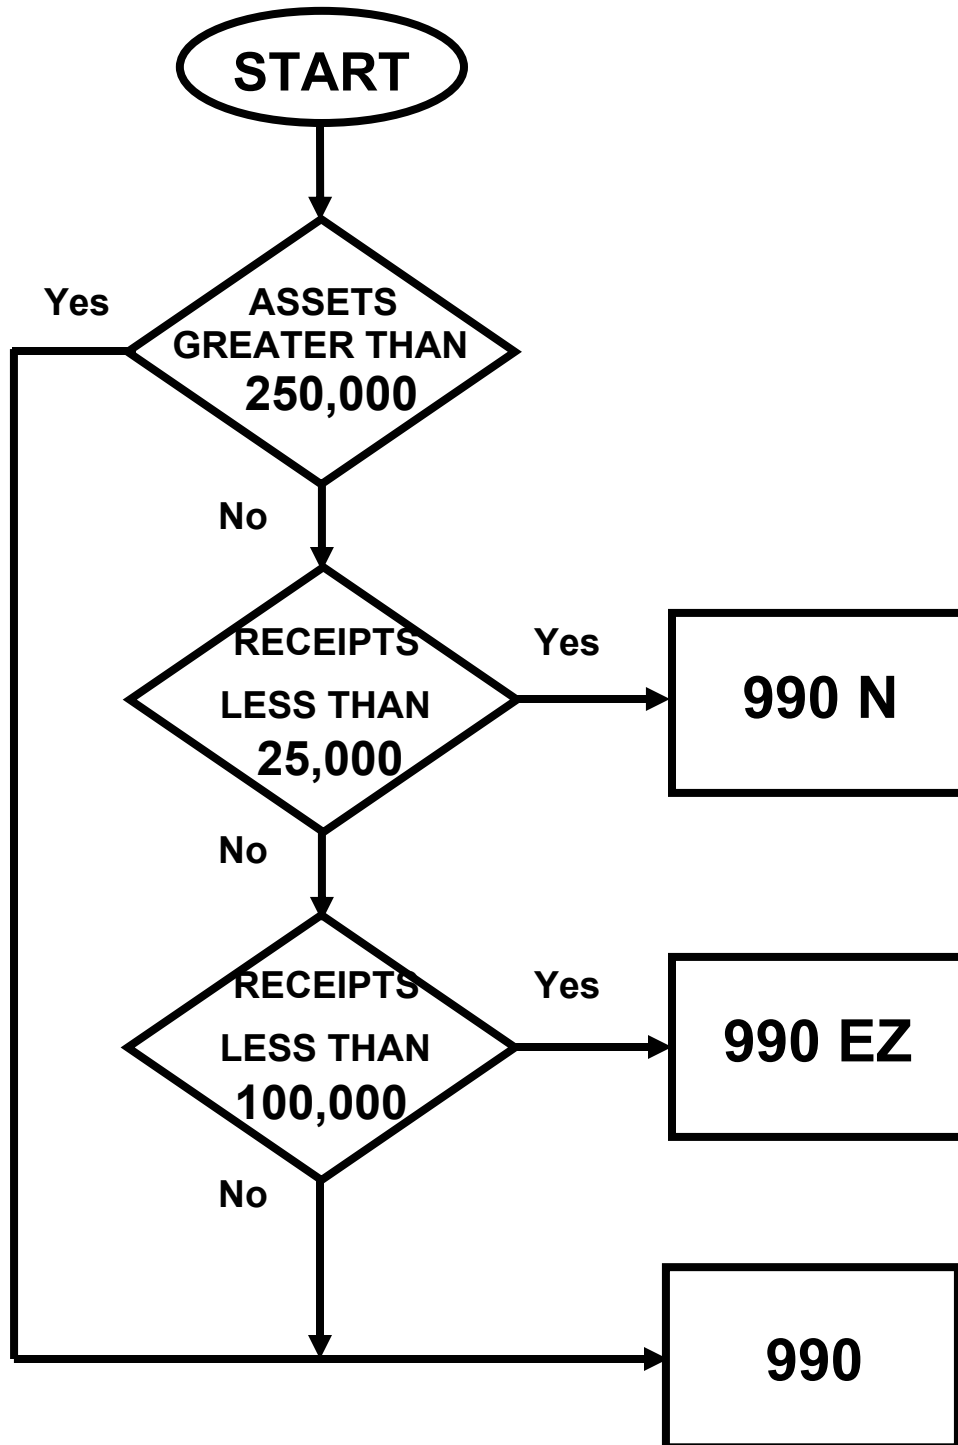 START
Yes
ASSETS
GREATER THAN
250,000
No
RECEIPTS
LESS THAN
25,000
Yes
990 N
No
RECEIPTS
LESS THAN
100,000
Yes
990 EZ
No
990